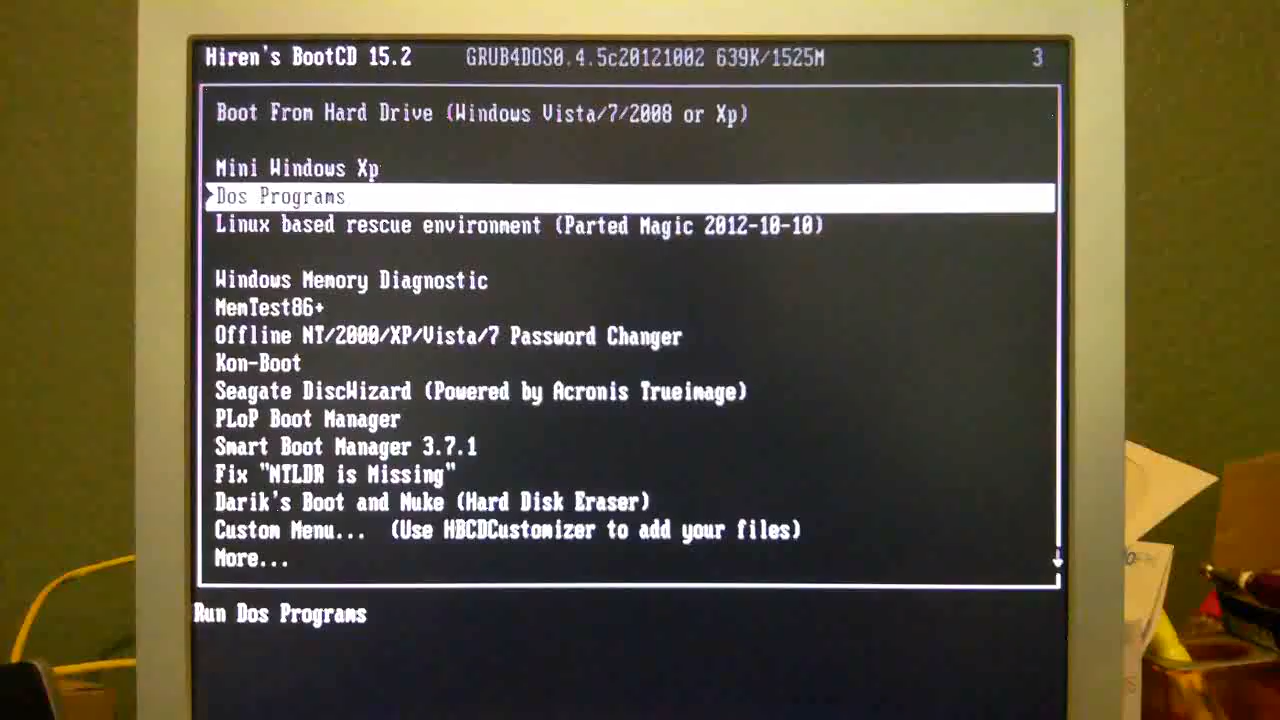 Hiren's BootCD 15.2 GRUB4DOS0.4.5c20121002 639K/1525M 3
Boot From Hard Drive (Windows Vista/7/2008 or Xp)
Mini Windows Xp
Dos Programs
Linux based rescue environment (Parted Magic 2012-10-10)
Windows Memory Diagnostic
MemTest86+
Offline NT/2000/XP/Vista/7 Password Changer
Kon-Boot
Seagate DiscWizard (Powered by Acronis Trueimage)
PLoP Boot Manager
Smart Boot Manager 3.7.1
Fix "NTLDR is Missing"
Darik's Boot and Nuke (Hard Disk Eraser)
Custom Menu... (Use HBCDCustomizer to add your files)
More...
Run Dos Programs